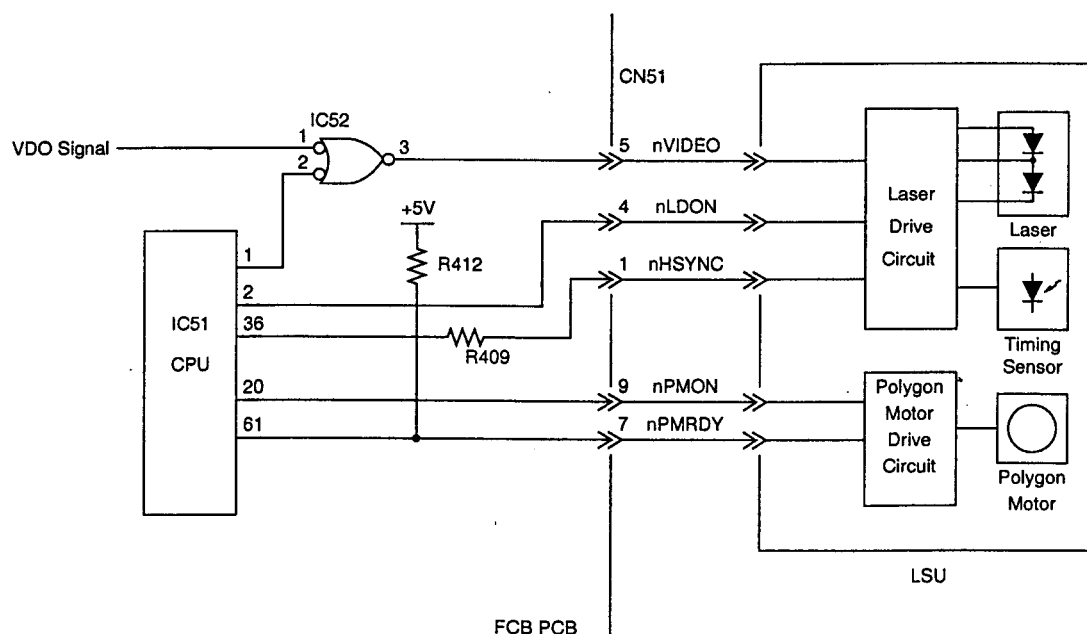 CN51
IC52
VDO Signal
1
2
3
5 nVIDEO
+5V
4 nLDON
Laser
Drive
Circuit
Laser
1
R412
1 nHSYNC
2
IC51
CPU
36
R409
Timing
Sensor
20
9 nPMON
Polygon
Motor
Drive
Circuit
61
7 nPMRDY
Polygon
Motor
LSU
FCB PCB